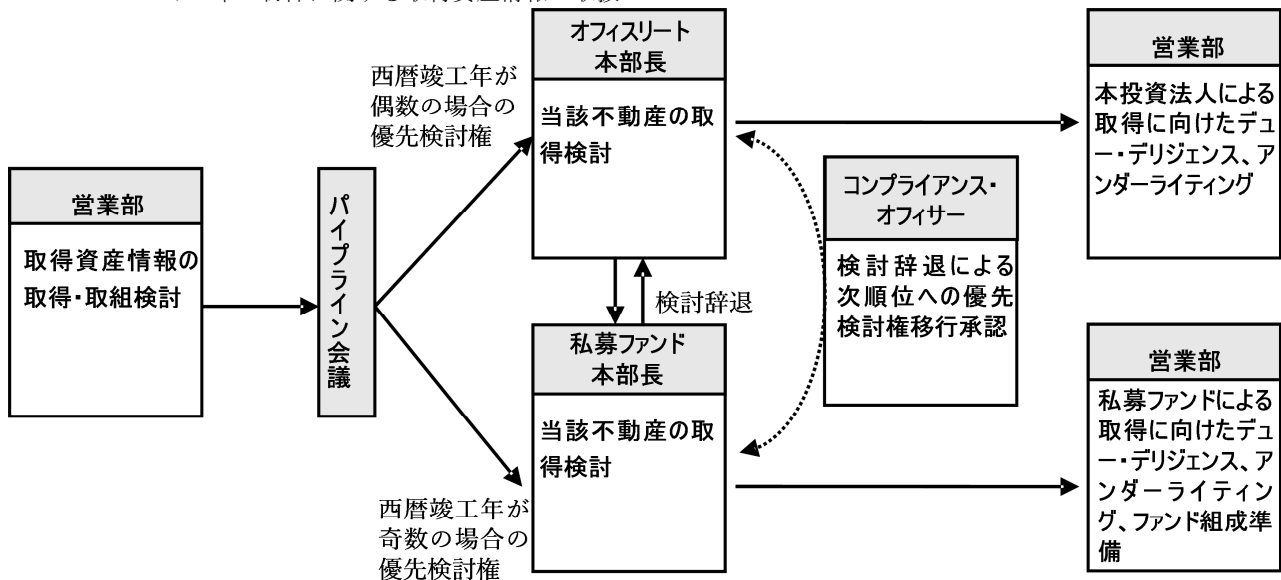 オフィスリート
本部長
当該不動産の取
得検討
営業部
本投資法人による
取得に向けたデュ
ー・デリジェンス、ア
ンダーライティング
西暦竣工年が
偶数の場合の
優先検討権
営業部
取得資産情報の
取得・取組検討
パイプライン会議
コンプライアンス・
オフィサー
検討辞退による
次順位への優先
検討権移行承認
検討辞退
私募ファンド
本部長
当該不動産の取
得検討
営業部
私募ファンドによる
取得に向けたデュ
ー・デリジェンス、ア
ンダーライティン
グ、ファンド組成準
備
西暦竣工年が
奇数の場合の
優先検討権